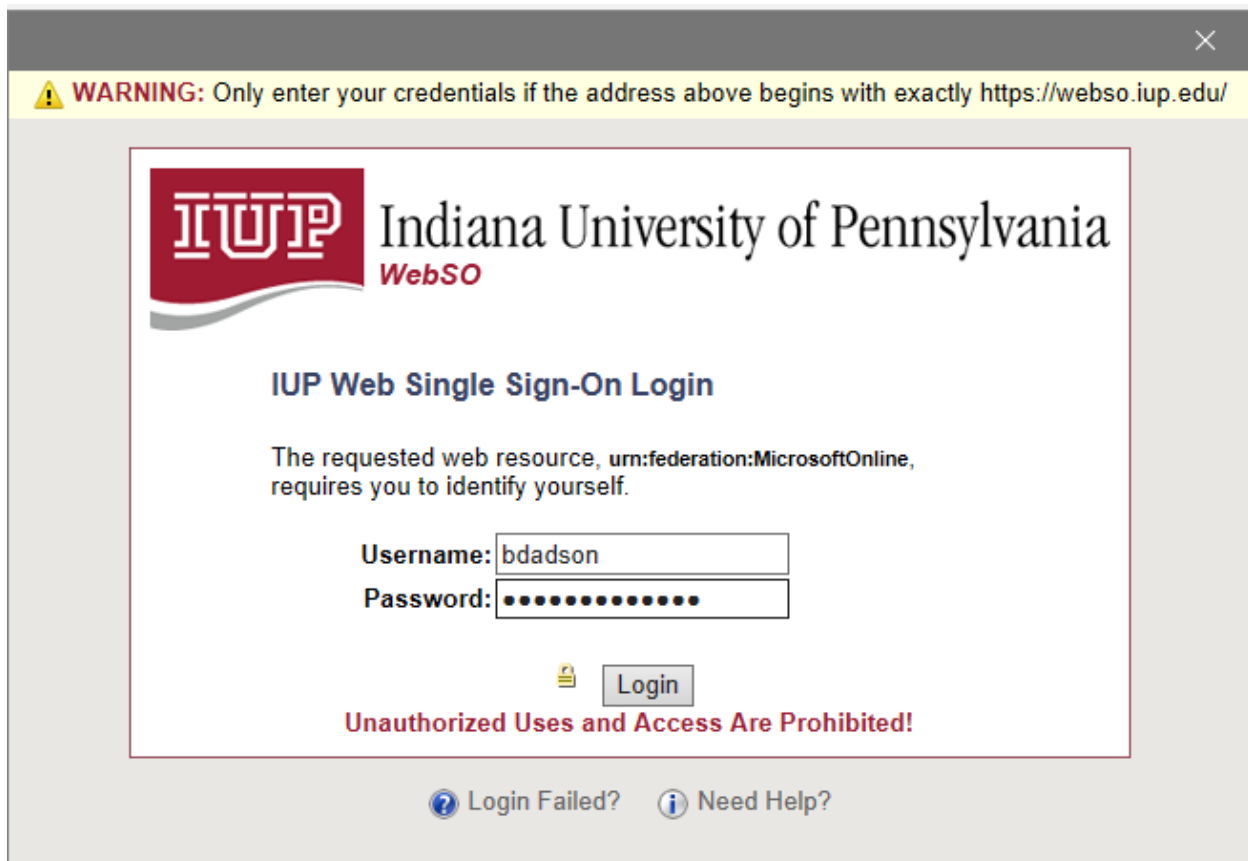 WARNING: Only enter your credentials if the address above begins with exactly https://webso.iup.edu/
IUP Indiana University of Pennsylvania
WebSO
IUP Web Single Sign-On Login
The requested web resource, urn:federation:MicrosoftOnline,
requires you to identify yourself.
Username: bdadson
Password: ●●●●●●●●●●●●●
Login
Unauthorized Uses and Access Are Prohibited!
Login Failed? Need Help?